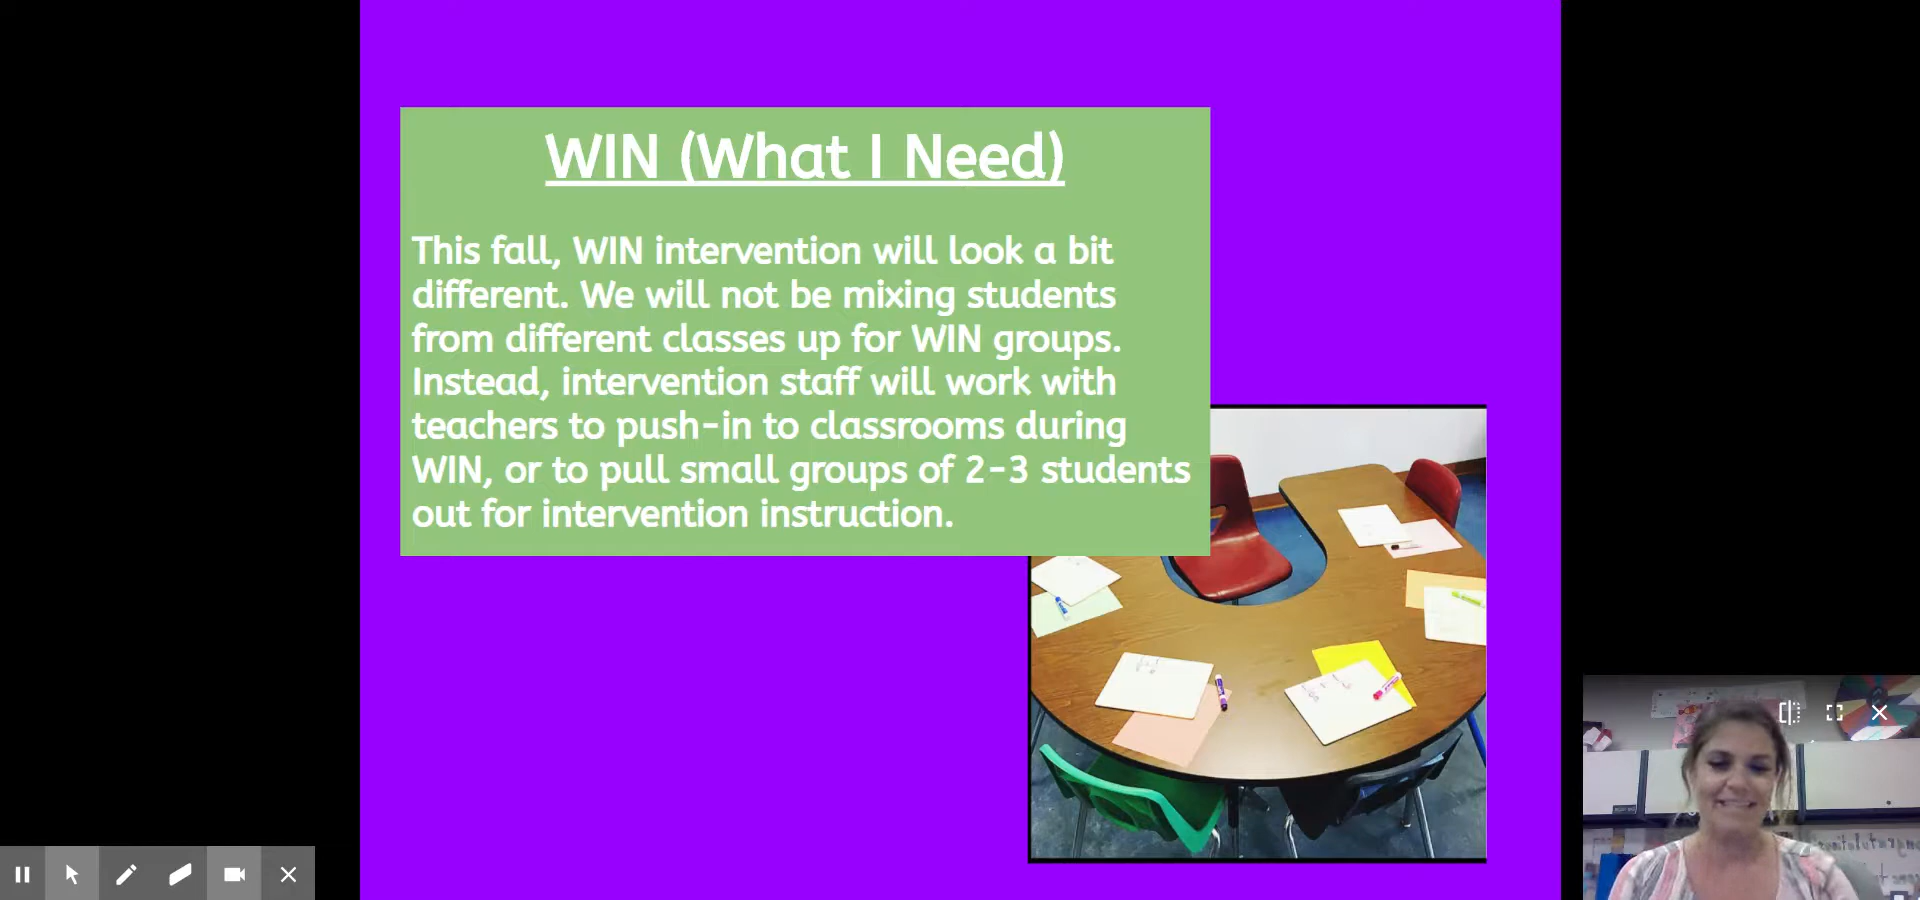 WIN (What I Need)
This fall, WIN intervention will look a bit
different. We will not be mixing students
from different classes up for WIN groups.
Instead, intervention staff will work with
teachers to push-in to classrooms during
WIN, or to pull small groups of 2-3 students
out for intervention instruction.